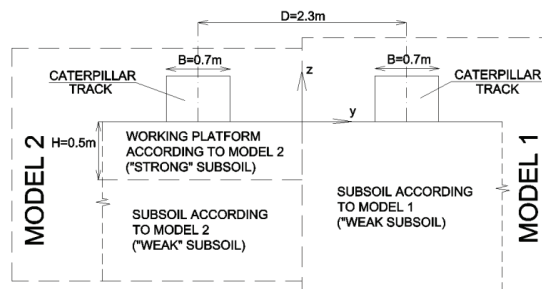 D=2.3m
B=0.7m
B=0.7m
CATERPILLAR
TRACK
z
CATERPILLAR
TRACK
y
H=0.5m
WORKING PLATFORM
ACCORDING TO MODEL 2
("STRONG" SUBSOIL)
MODEL 2
MODEL 1
SUBSOIL ACCORDING
TO MODEL 2
("WEAK" SUBSOIL)
SUBSOIL ACCORDING
TO MODEL 1
("WEAK SUBSOIL)